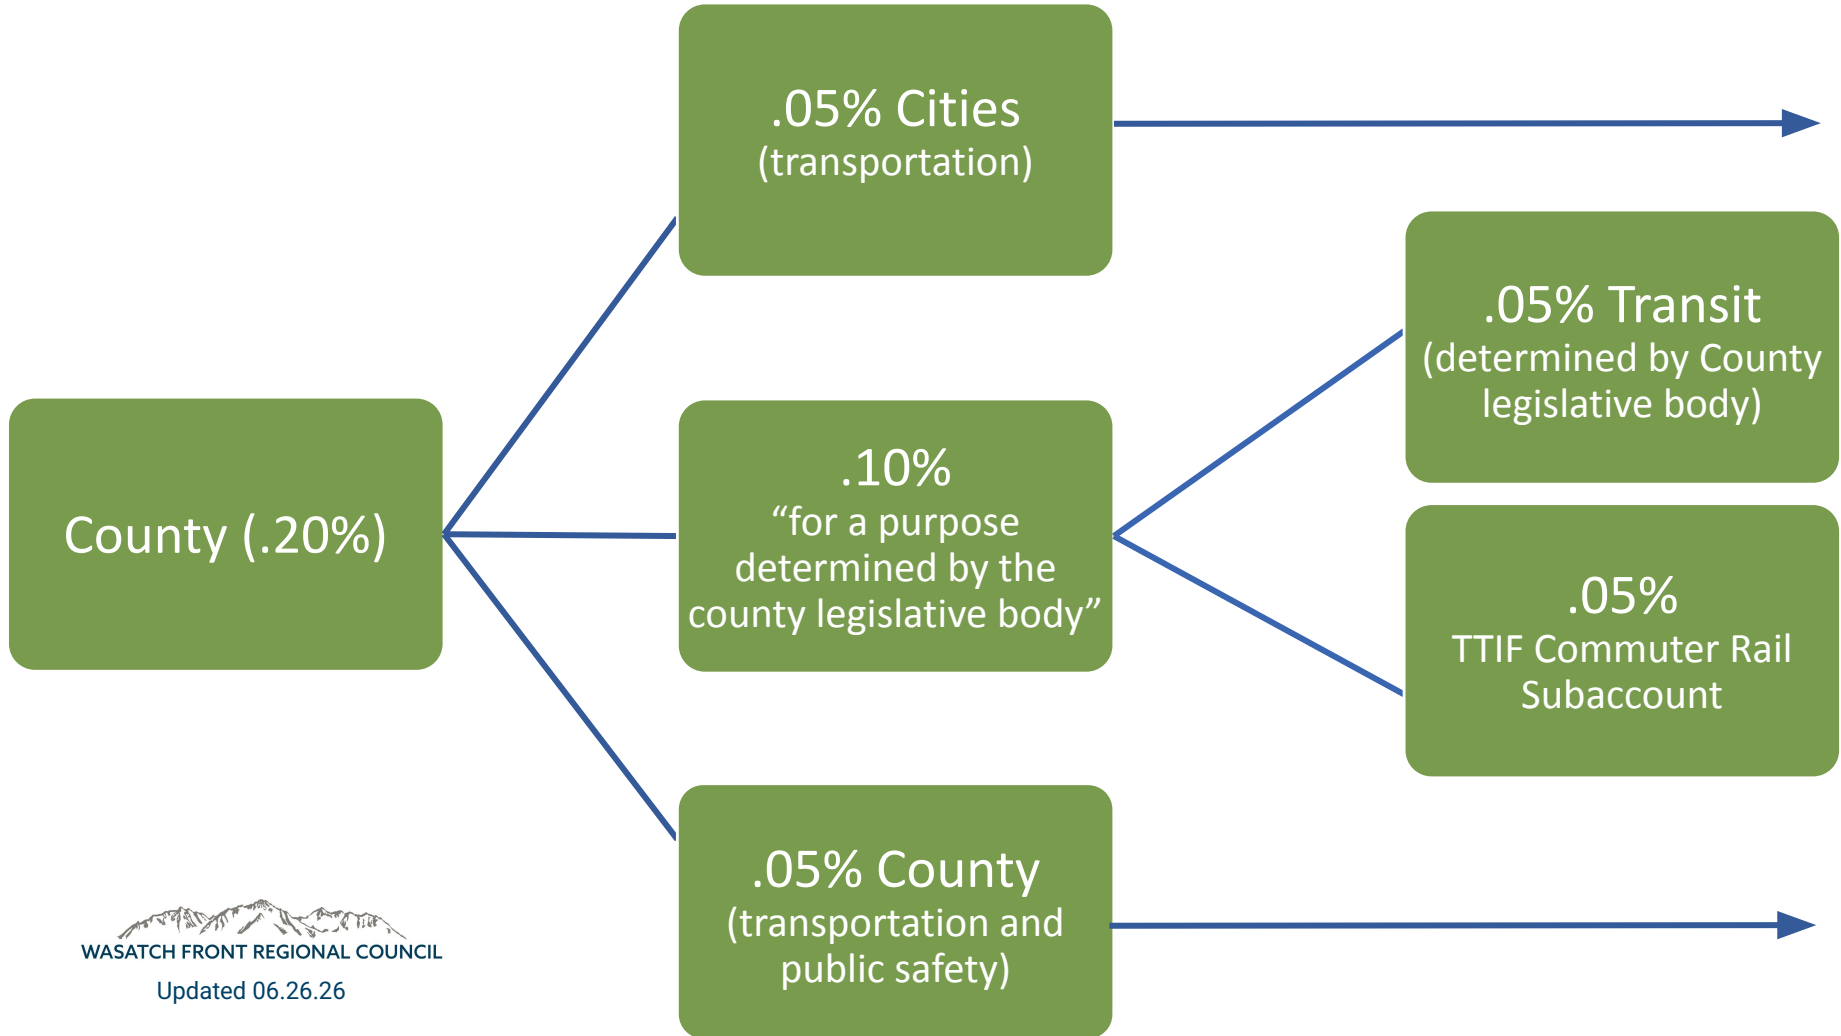 .05% Cities
(transportation)
.05% Transit
(determined by County
legislative body)
County (.20%)
.10%
“for a purpose
determined by the
county legislative body”
.05%
TTIF Commuter Rail
Subaccount
.05% County
(transportation and
public safety)
WASATCH FRONT REGIONAL COUNCIL
Updated 06.26.26